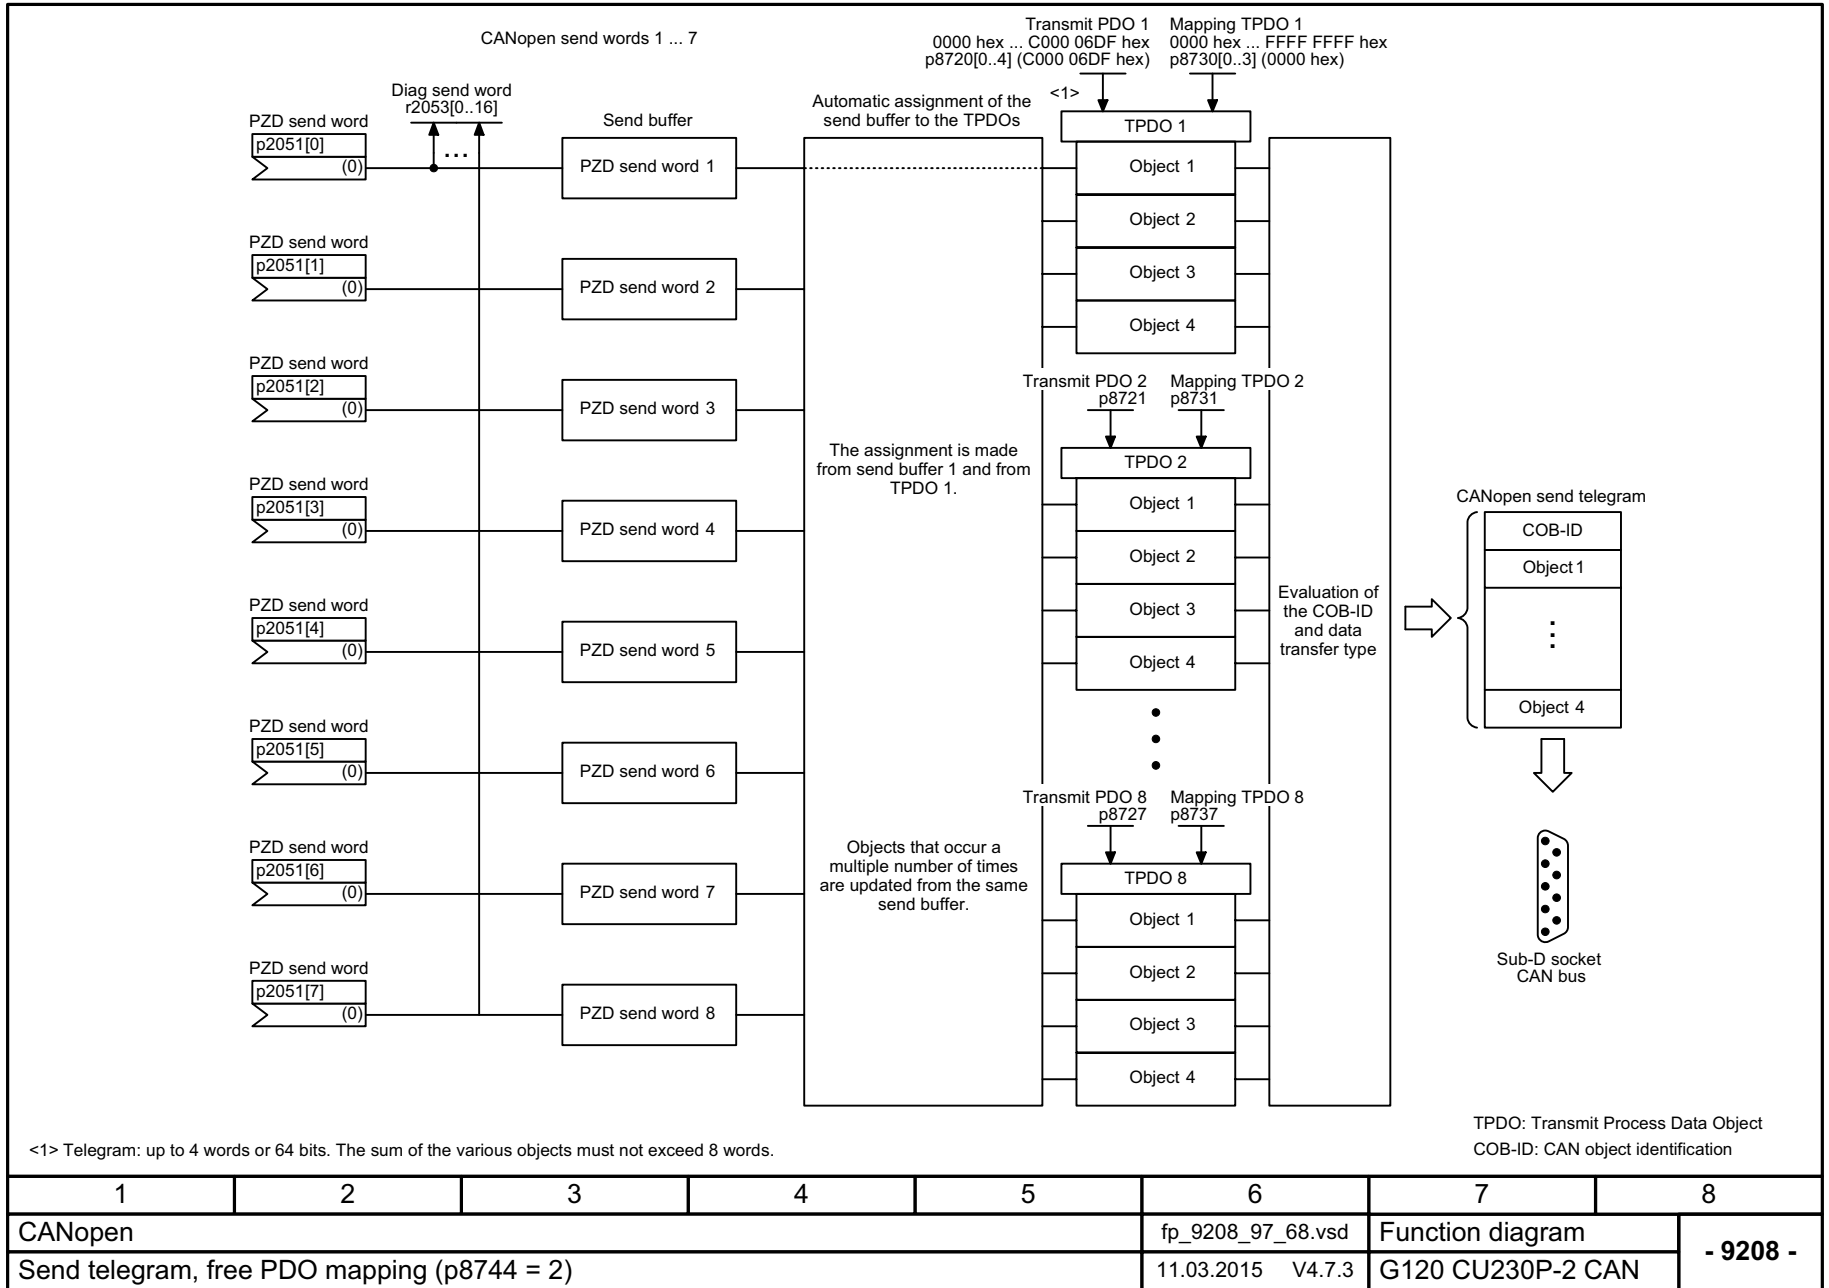 CANopen send words 1 ... 7
Transmit PDO 1
0000 hex ... C000 06DF hex
p8720[0..4] (C000 06DF hex)
Mapping TPDO 1
0000 hex ... FFFF FFFF hex
p8730[0..3] (0000 hex)
Diag send word
r2053[0..16]
...
Send buffer
Automatic assignment of the
send buffer to the TPDOs
<1>
PZD send word
p2051[0]
(0)
PZD send word 1
PZD send word
p2051[1]
(0)
PZD send word 2
PZD send word
p2051[2]
(0)
PZD send word 3
PZD send word
p2051[3]
(0)
PZD send word 4
PZD send word
p2051[4]
(0)
PZD send word 5
PZD send word
p2051[5]
(0)
PZD send word 6
PZD send word
p2051[6]
(0)
PZD send word 7
PZD send word
p2051[7]
(0)
PZD send word 8
The assignment is made
from send buffer 1 and from
TPDO 1.
Objects that occur a
multiple number of times
are updated from the same
send buffer.
TPDO 1
Object 1
Object 2
Object 3
Object 4
Transmit PDO 2
p8721
Mapping TPDO 2
p8731
TPDO 2
Object 1
Object 2
Object 3
Object 4
Transmit PDO 8
p8727
Mapping TPDO 8
p8737
TPDO 8
Object 1
Object 2
Object 3
Object 4
Evaluation of
the COB-ID
and data
transfer type
CANopen send telegram
COB-ID
Object 1
Object 4
Sub-D socket
CAN bus
TPDO: Transmit Process Data Object
COB-ID: CAN object identification
<1> Telegram: up to 4 words or 64 bits. The sum of the various objects must not exceed 8 words.
1 2 3 4 5 6 7 8
CANopen
fp_9208_97_68.vsd
Function diagram
- 9208 -
Send telegram, free PDO mapping (p8744 = 2)
11.03.2015 V4.7.3
G120 CU230P-2 CAN